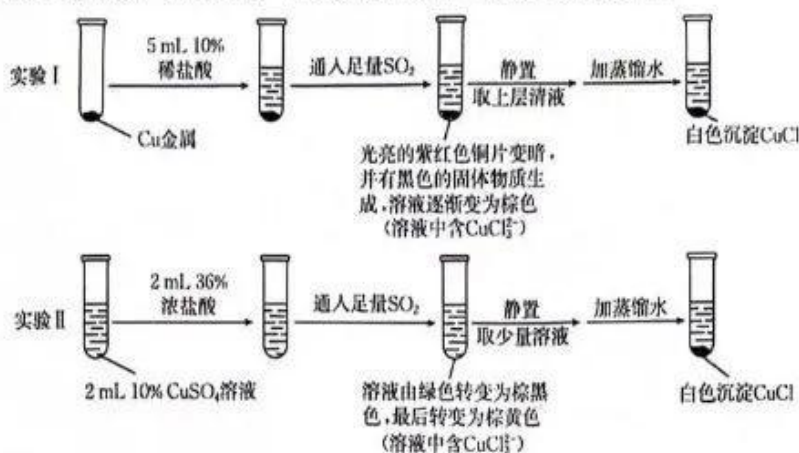 5 mL 10%
稀盐酸
通入足量SO₂
静置
取上层清液
加蒸馏水
实验Ⅰ
Cu金属
白色沉淀CuCl
光亮的紫红色铜片变暗,
并有黑色的固体物质生
成,溶液逐渐变为棕色
(溶液中含CuCl₃²⁻)
2 mL 36%
浓盐酸
通入足量SO₂
静置
取少量溶液
加蒸馏水
实验Ⅱ
2 mL 10% CuSO₄溶液
溶液由绿色转变为棕黑
色,最后转变为棕黄色
(溶液中含CuCl₃²⁻)
白色沉淀CuCl